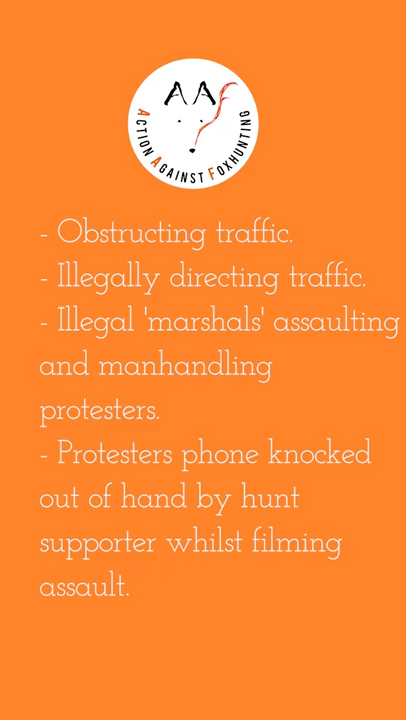 AAF
ACTION AGAINST FOXHUNTING
- Obstructing traffic.
- Illegally directing traffic.
- Illegal 'marshals' assaulting
and manhandling
protesters.
- Protesters phone knocked
out of hand by hunt
supporter whilst filming
assault.